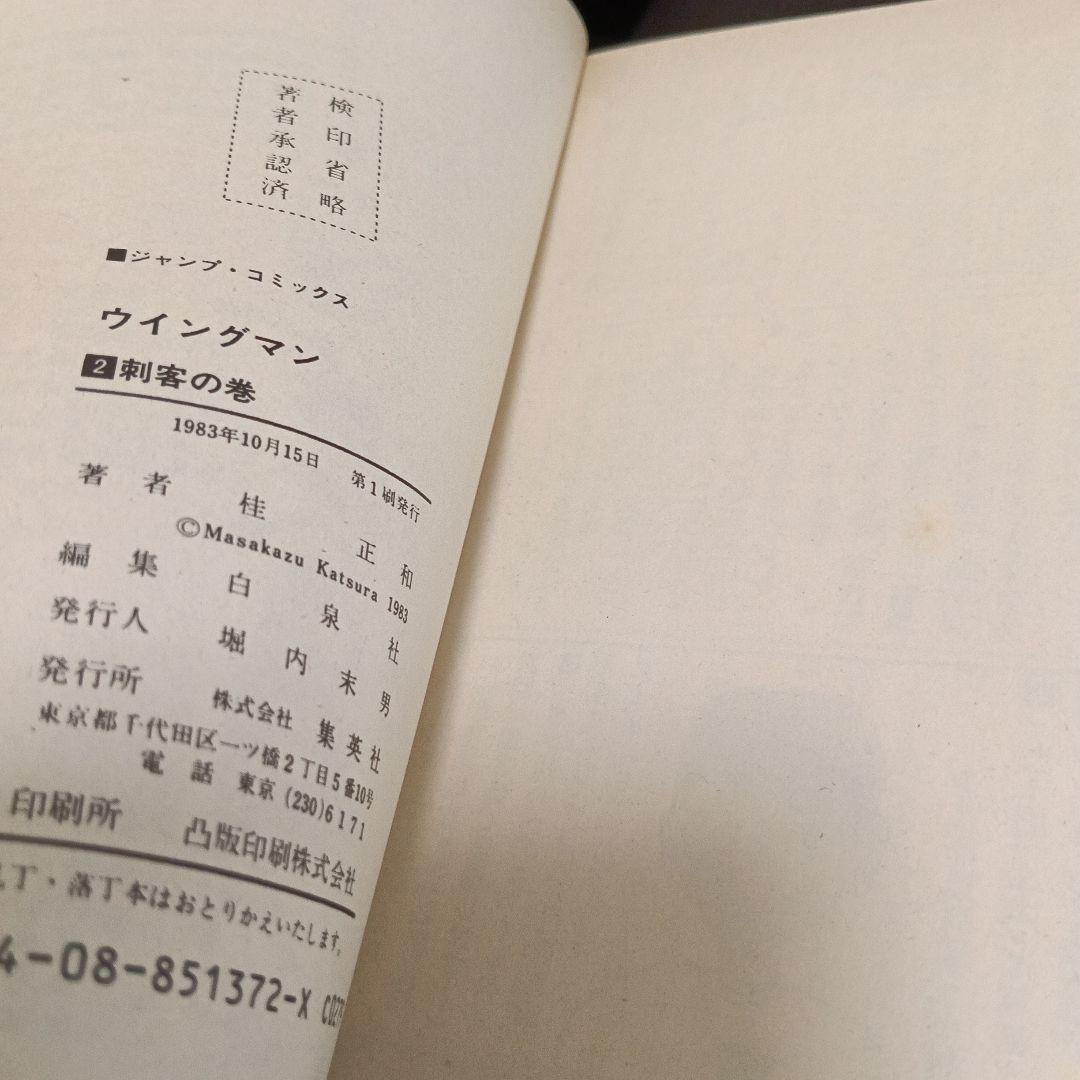 検印省略
著者承認済
■ジャンプ・コミックス
ウイングマン
2 刺客の巻
1983年10月15日 第1刷発行
著者 桂 正和
©Masakazu Katsura 1983
編集 白泉社
発行人 堀内末男
発行所 株式会社 集英社
東京都千代田区一ツ橋2丁目5番10号
電話 東京 (230)6171
印刷所 凸版印刷株式会社
丁・落丁本はおとりかえいたします。
4-08-851372-X